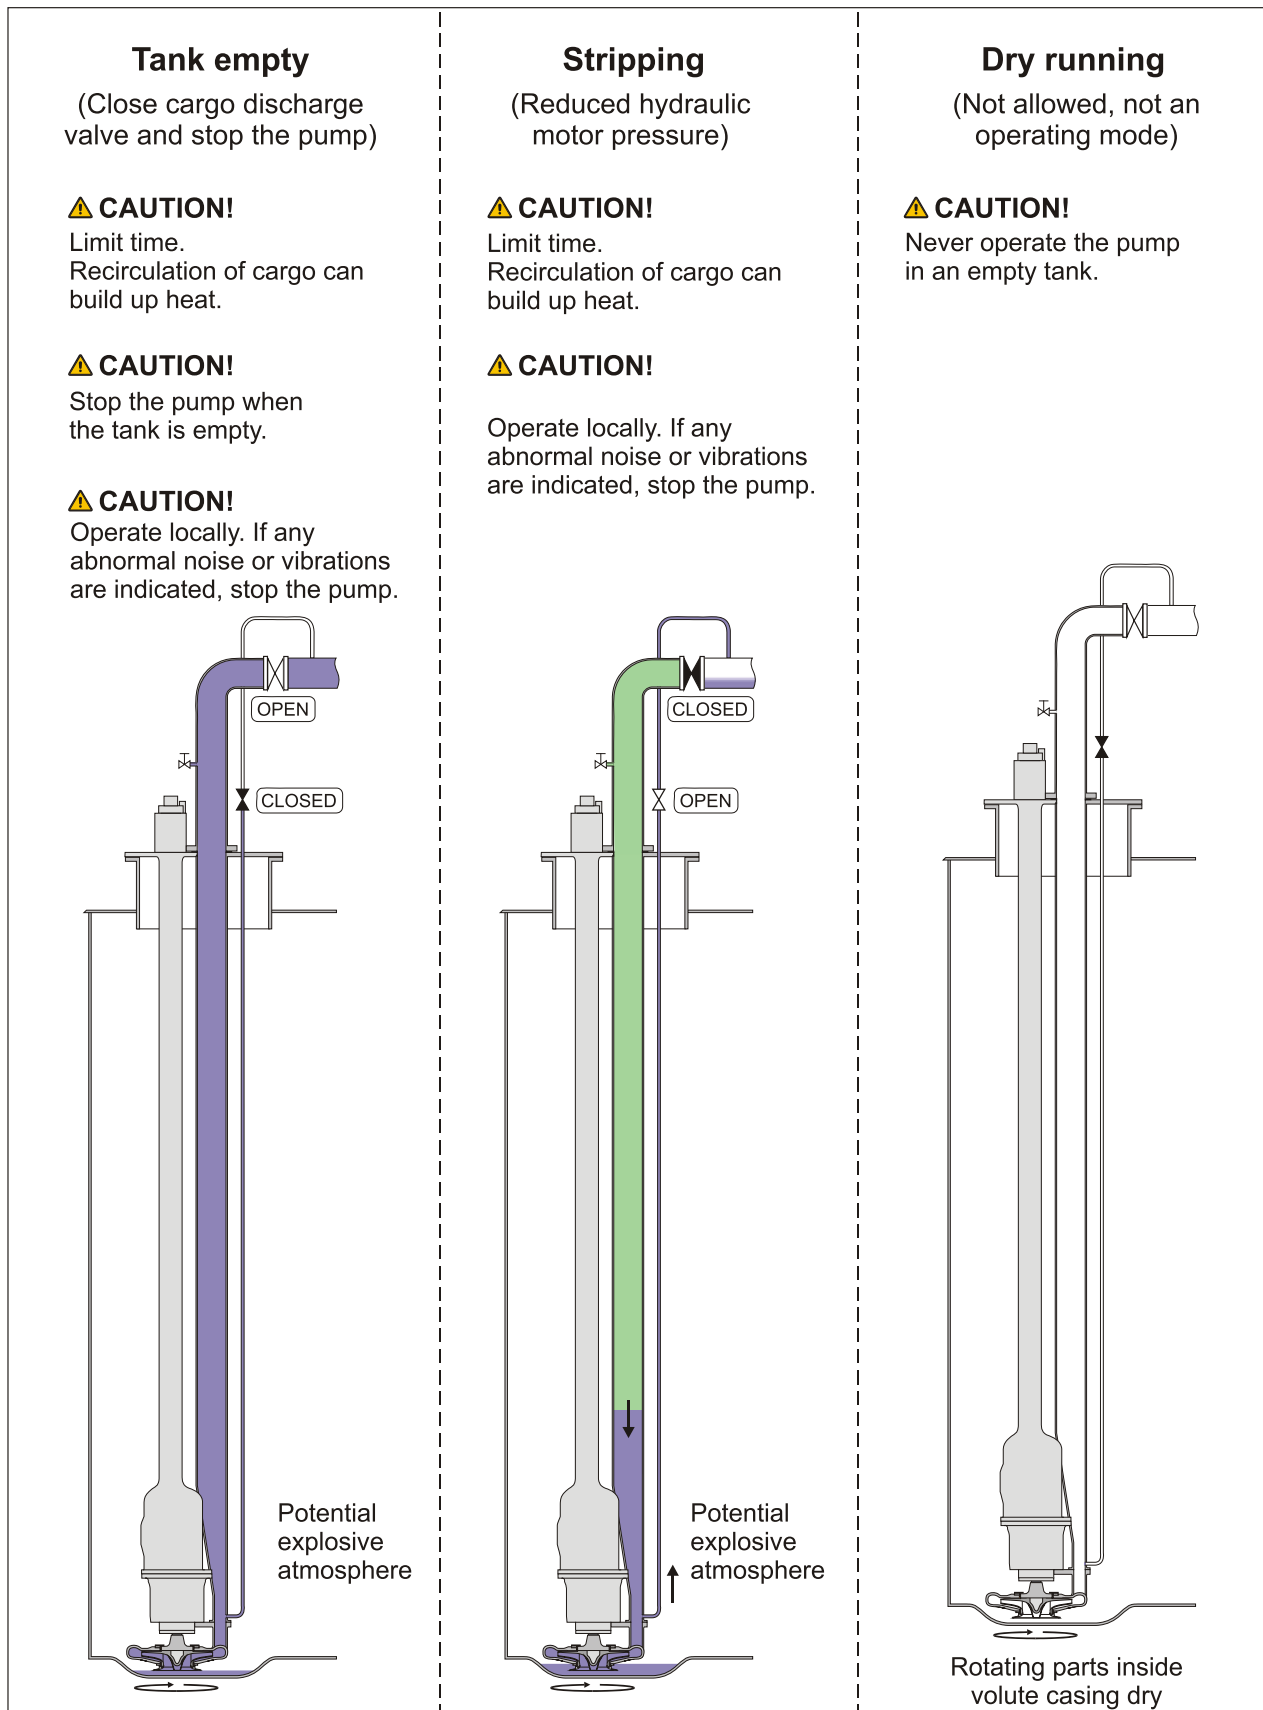 Tank empty
(Close cargo discharge
valve and stop the pump)
CAUTION!
Limit time.
Recirculation of cargo can
build up heat.
CAUTION!
Stop the pump when
the tank is empty.
CAUTION!
Operate locally. If any
abnormal noise or vibrations
are indicated, stop the pump.
OPEN
CLOSED
Potential
explosive
atmosphere
Stripping
(Reduced hydraulic
motor pressure)
CAUTION!
Limit time.
Recirculation of cargo can
build up heat.
CAUTION!
Operate locally. If any
abnormal noise or vibrations
are indicated, stop the pump.
CLOSED
OPEN
Potential
explosive
atmosphere
Dry running
(Not allowed, not an
operating mode)
CAUTION!
Never operate the pump
in an empty tank.
Rotating parts inside
volute casing dry